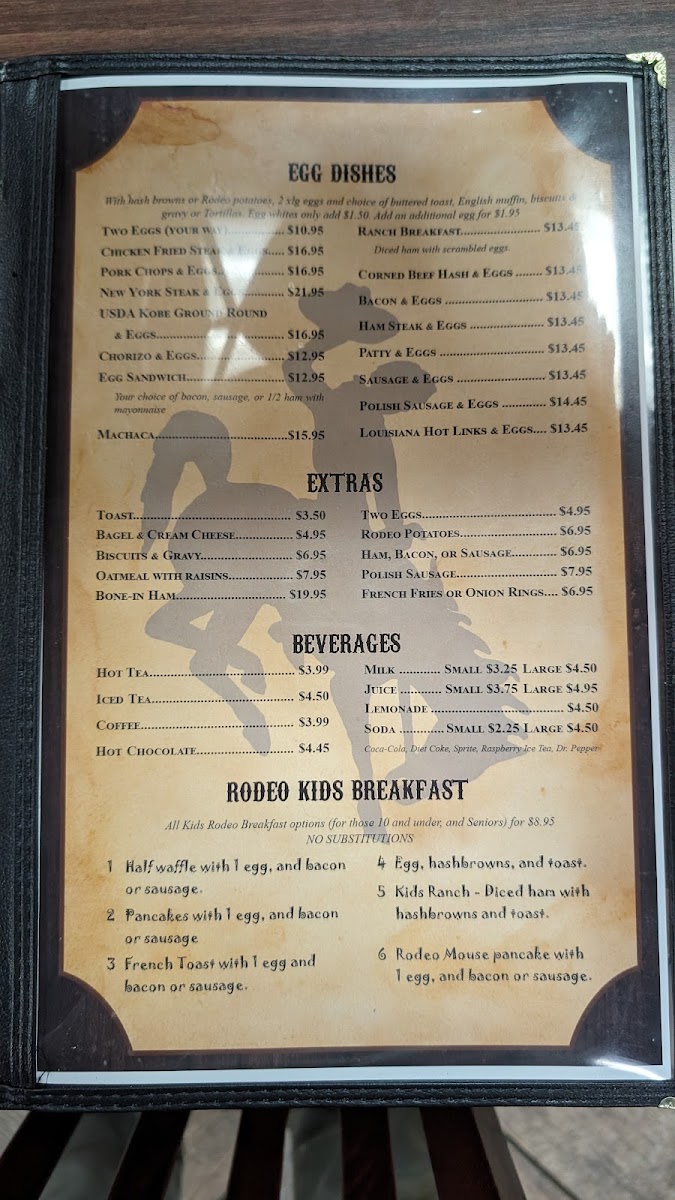 EGG DISHES
With hash browns or Rodeo potatoes, 2 xlg eggs and choice of buttered toast, English muffin, biscuits &
gravy or Tortillas. Egg whites only add $1.50. Add an additional egg for $1.95
TWO EGGS (YOUR WAY)............... $10.95
CHICKEN FRIED STEAK & EGGS..... $16.95
PORK CHOPS & EGGS................ $16.95
NEW YORK STEAK & EGGS............ $21.95
USDA KOBE GROUND ROUND
& EGGS................................ $16.95
CHORIZO & EGGS..................... $12.95
EGG SANDWICH........................ $12.95
Your choice of bacon, sausage, or 1/2 ham with
mayonnaise
MACHACA.................................$15.95
RANCH BREAKFAST.................... $13.45
Diced ham with scrambled eggs.
CORNED BEEF HASH & EGGS ....... $13.45
BACON & EGGS ........................ $13.45
HAM STEAK & EGGS .................. $13.45
PATTY & EGGS .......................... $13.45
SAUSAGE & EGGS ...................... $13.45
POLISH SAUSAGE & EGGS ............ $14.45
LOUISIANA HOT LINKS & EGGS.... $13.45
EXTRAS
TOAST....................................... $3.50
BAGEL & CREAM CHEESE.............. $4.95
BISCUITS & GRAVY...................... $6.95
OATMEAL WITH RAISINS................ $7.95
BONE-IN HAM........................... $19.95
TWO EGGS.................................. $4.95
RODEO POTATOES........................ $6.95
HAM, BACON, OR SAUSAGE........... $6.95
POLISH SAUSAGE......................... $7.95
FRENCH FRIES OR ONION RINGS.... $6.95
BEVERAGES
HOT TEA.................................... $3.99
ICED TEA................................... $4.50
COFFEE...................................... $3.99
HOT CHOCOLATE........................ $4.45
MILK ........... SMALL $3.25 LARGE $4.50
JUICE ........... SMALL $3.75 LARGE $4.95
LEMONADE ................................. $4.50
SODA ............. SMALL $2.25 LARGE $4.50
Coca-Cola, Diet Coke, Sprite, Raspberry Ice Tea, Dr. Pepper
RODEO KIDS BREAKFAST
All Kids Rodeo Breakfast options (for those 10 and under, and Seniors) for $8.95
NO SUBSTITUTIONS
1 Half waffle with 1 egg, and bacon
or sausage.
2 Pancakes with 1 egg, and bacon
or sausage
3 French Toast with 1 egg and
bacon or sausage.
4 Egg, hashbrowns, and toast.
5 Kids Ranch - Diced ham with
hashbrowns and toast.
6 Rodeo Mouse pancake with
1 egg, and bacon or sausage.